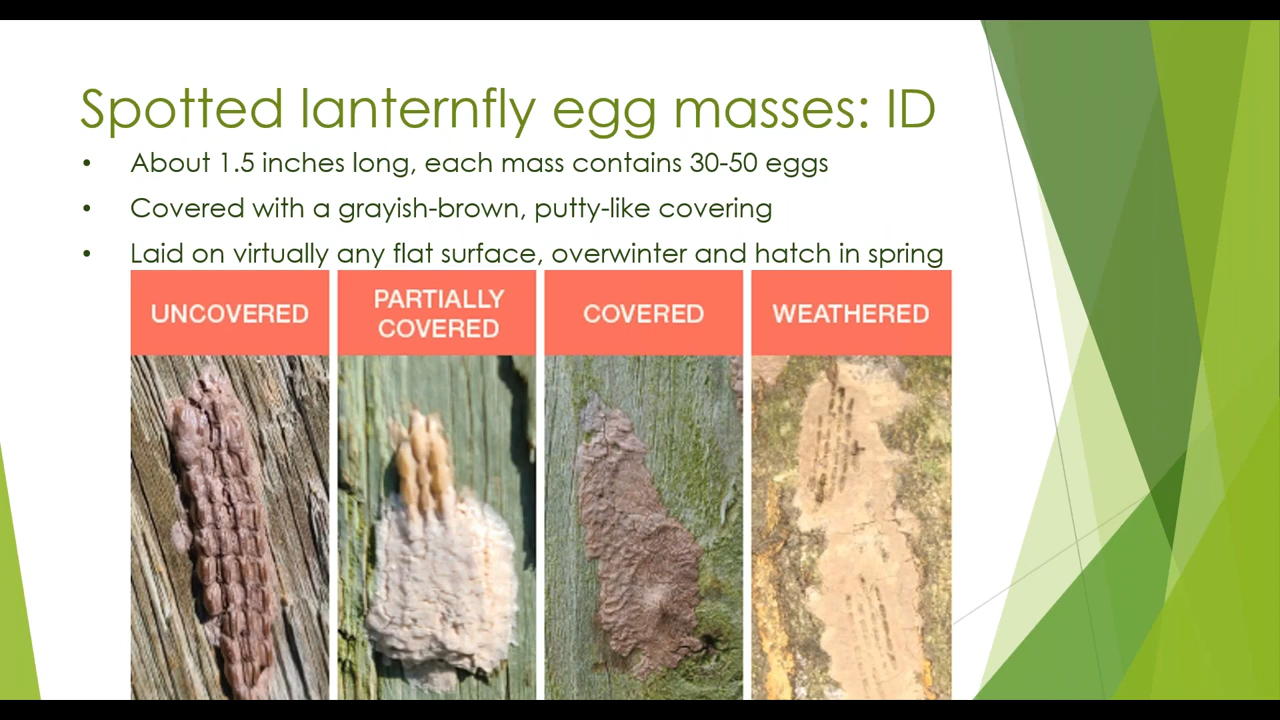 Spotted lanternfly egg masses: ID
• About 1.5 inches long, each mass contains 30-50 eggs
• Covered with a grayish-brown, putty-like covering
• Laid on virtually any flat surface, overwinter and hatch in spring
UNCOVERED
PARTIALLY
COVERED
COVERED
WEATHERED